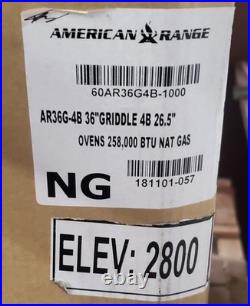 AMERICAN RANGE
60AR36G4B-1000
AR36G-4B 36"GRIDDLE 4B 26.5"
OVENS 258,000 BTU NAT GAS
NG
181101-057
ELEV: 2800